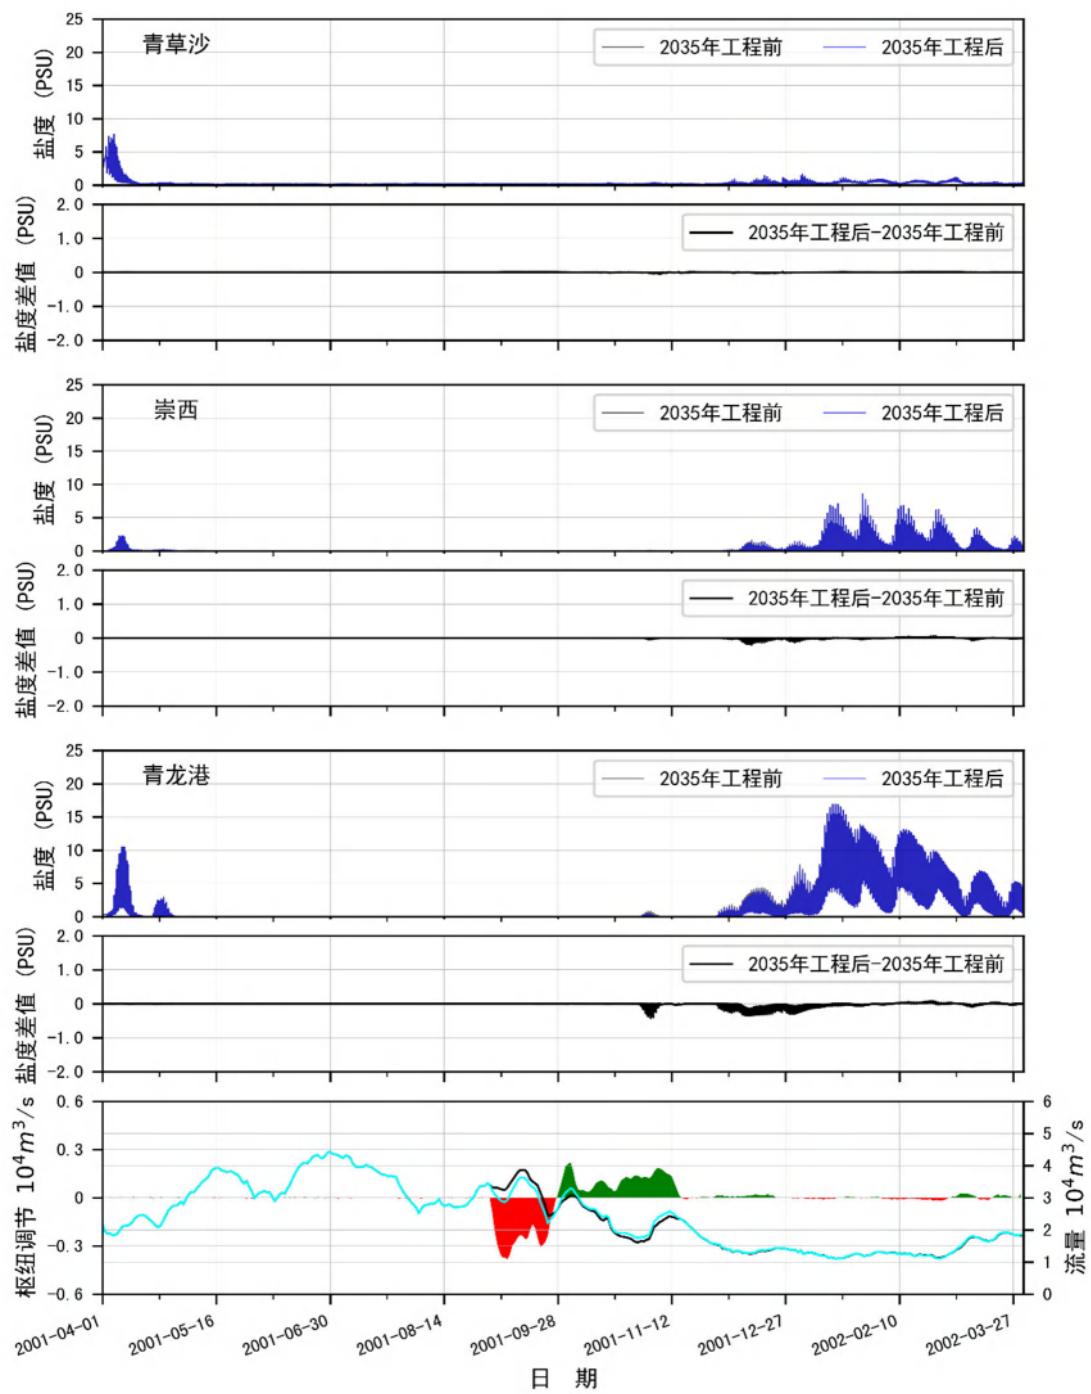 青草沙
2035年工程前
2035年工程后
盐度 (PSU)
25
20
15
10
5
0
2035年工程后-2035年工程前
盐度差值 (PSU)
2.0
1.0
0
-1.0
-2.0
崇西
2035年工程前
2035年工程后
盐度 (PSU)
25
20
15
10
5
0
2035年工程后-2035年工程前
盐度差值 (PSU)
2.0
1.0
0
-1.0
-2.0
青龙港
2035年工程前
2035年工程后
盐度 (PSU)
25
20
15
10
5
0
2035年工程后-2035年工程前
盐度差值 (PSU)
2.0
1.0
0
-1.0
-2.0
枢纽调节 10⁴m³/s
0.6
0.3
0
-0.3
-0.6
6
5
4
3
2
1
0
流量 10⁴m³/s
2001-04-01
2001-05-16
2001-06-30
2001-08-14
2001-09-28
2001-11-12
2001-12-27
2002-02-10
2002-03-27
日 期